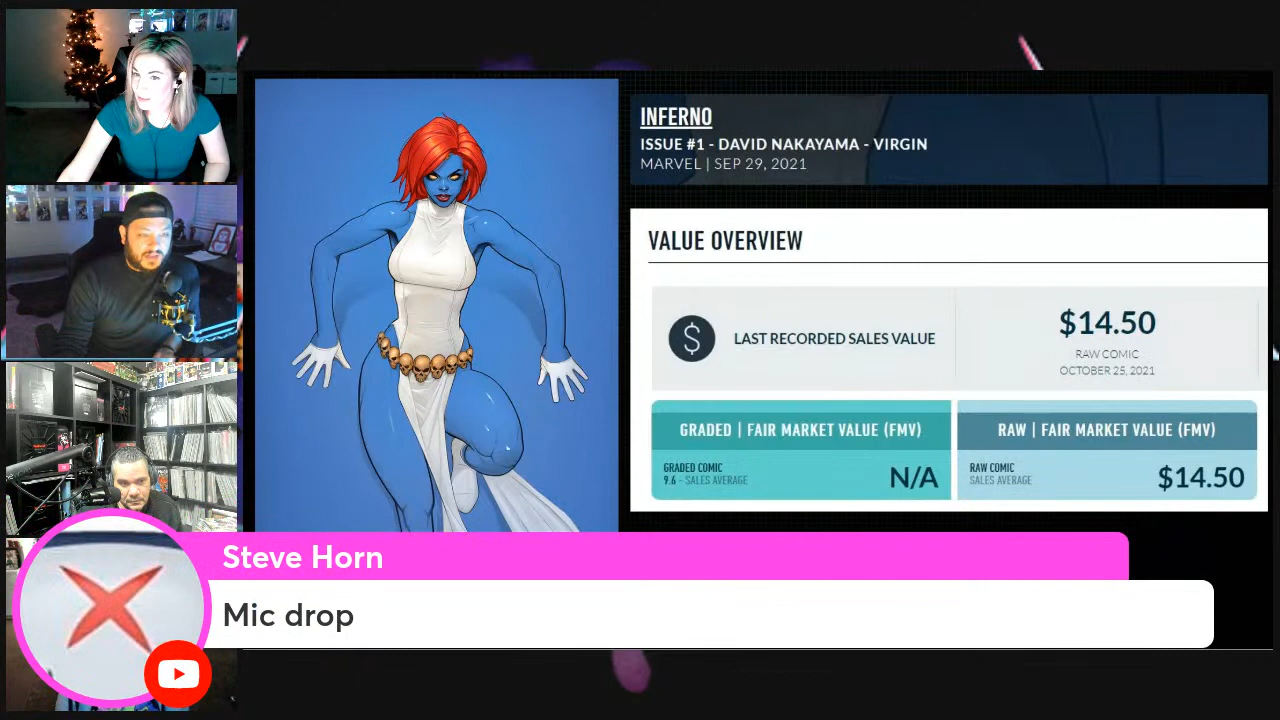 INFERNO
ISSUE #1 - DAVID NAKAYAMA - VIRGIN
MARVEL | SEP 29, 2021
VALUE OVERVIEW
$
LAST RECORDED SALES VALUE
$14.50
RAW COMIC
OCTOBER 25, 2021
GRADED | FAIR MARKET VALUE (FMV)
GRADED COMIC
9.6 - SALES AVERAGE
N/A
RAW | FAIR MARKET VALUE (FMV)
RAW COMIC
SALES AVERAGE
$14.50
Steve Horn
Mic drop